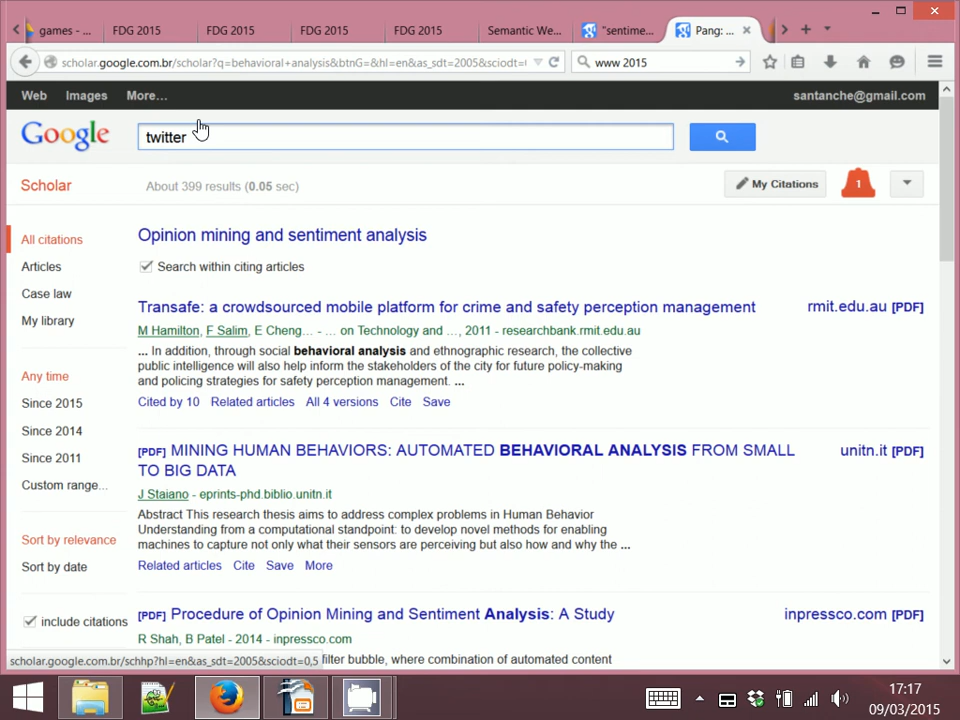 games - ...
FDG 2015
FDG 2015
FDG 2015
FDG 2015
Semantic We...
"sentime...
Pang: ...
scholar.google.com.br/scholar?q=behavioral+analysis&btnG=&hl=en&as_sdt=2005&sciodt=
www 2015
Web
Images
More...
santanche@gmail.com
Google
twitter
Scholar
About 399 results (0.05 sec)
My Citations
1
All citations
Articles
Case law
My library
Any time
Since 2015
Since 2014
Since 2011
Custom range...
Sort by relevance
Sort by date
include citations
Opinion mining and sentiment analysis
Search within citing articles
Transafe: a crowdsourced mobile platform for crime and safety perception management
rmit.edu.au [PDF]
M Hamilton, F Salim, E Cheng... - ... on Technology and ..., 2011 - researchbank.rmit.edu.au
... In addition, through social behavioral analysis and ethnographic research, the collective
public intelligence will also help inform the stakeholders of the city for future policy-making
and policing strategies for safety perception management. ...
Cited by 10 Related articles All 4 versions Cite Save
[PDF] MINING HUMAN BEHAVIORS: AUTOMATED BEHAVIORAL ANALYSIS FROM SMALL
TO BIG DATA
unitn.it [PDF]
J Staiano - eprints-phd.biblio.unitn.it
Abstract This research thesis aims to address complex problems in Human Behavior
Understanding from a computational standpoint: to develop novel methods for enabling
machines to capture not only what their sensors are perceiving but also how and why the ...
Related articles Cite Save More
[PDF] Procedure of Opinion Mining and Sentiment Analysis: A Study
inpressco.com [PDF]
R Shah, B Patel - 2014 - inpressco.com
filter bubble, where combination of automated content
scholar.google.com.br/schhp?hl=en&as_sdt=2005&sciodt=0,5
17:17
09/03/2015